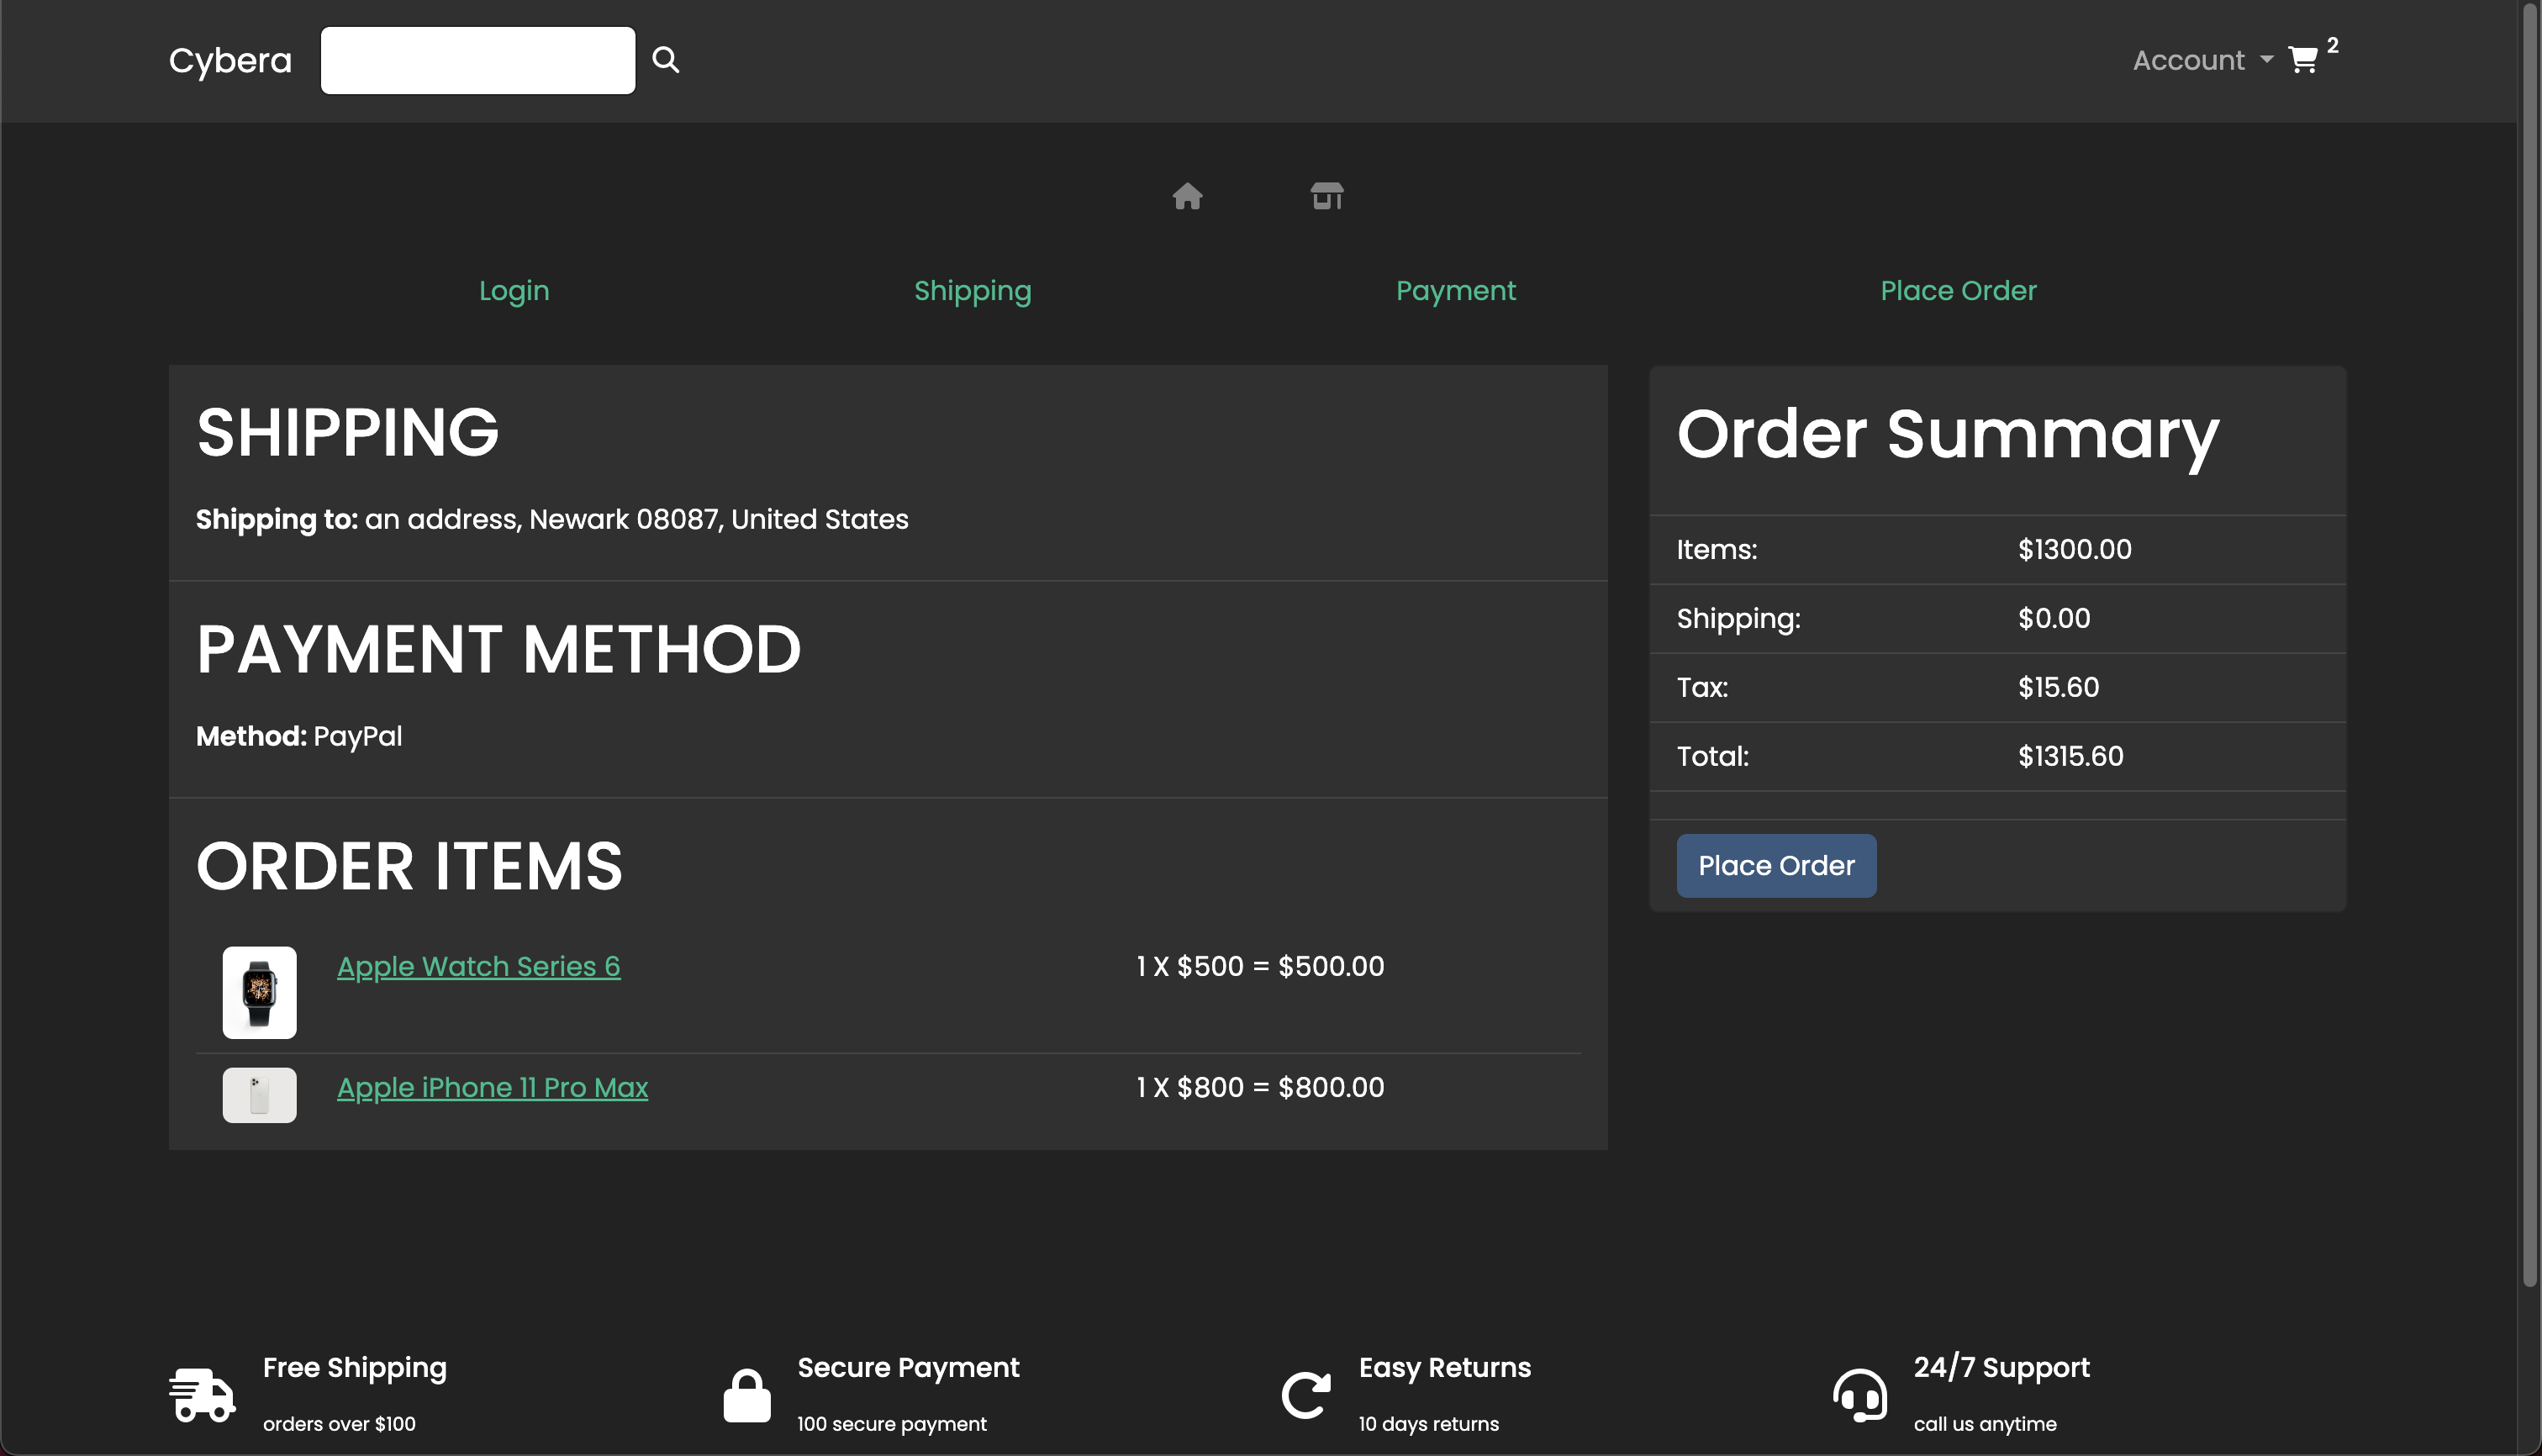 Cybera
Account 2
Login Shipping Payment Place Order
SHIPPING
Shipping to: an address, Newark 08087, United States
PAYMENT METHOD
Method: PayPal
ORDER ITEMS
Apple Watch Series 6 1 X $500 = $500.00
Apple iPhone 11 Pro Max 1 X $800 = $800.00
Order Summary
Items: $1300.00
Shipping: $0.00
Tax: $15.60
Total: $1315.60
Place Order
Free Shipping
orders over $100
Secure Payment
100 secure payment
Easy Returns
10 days returns
24/7 Support
call us anytime